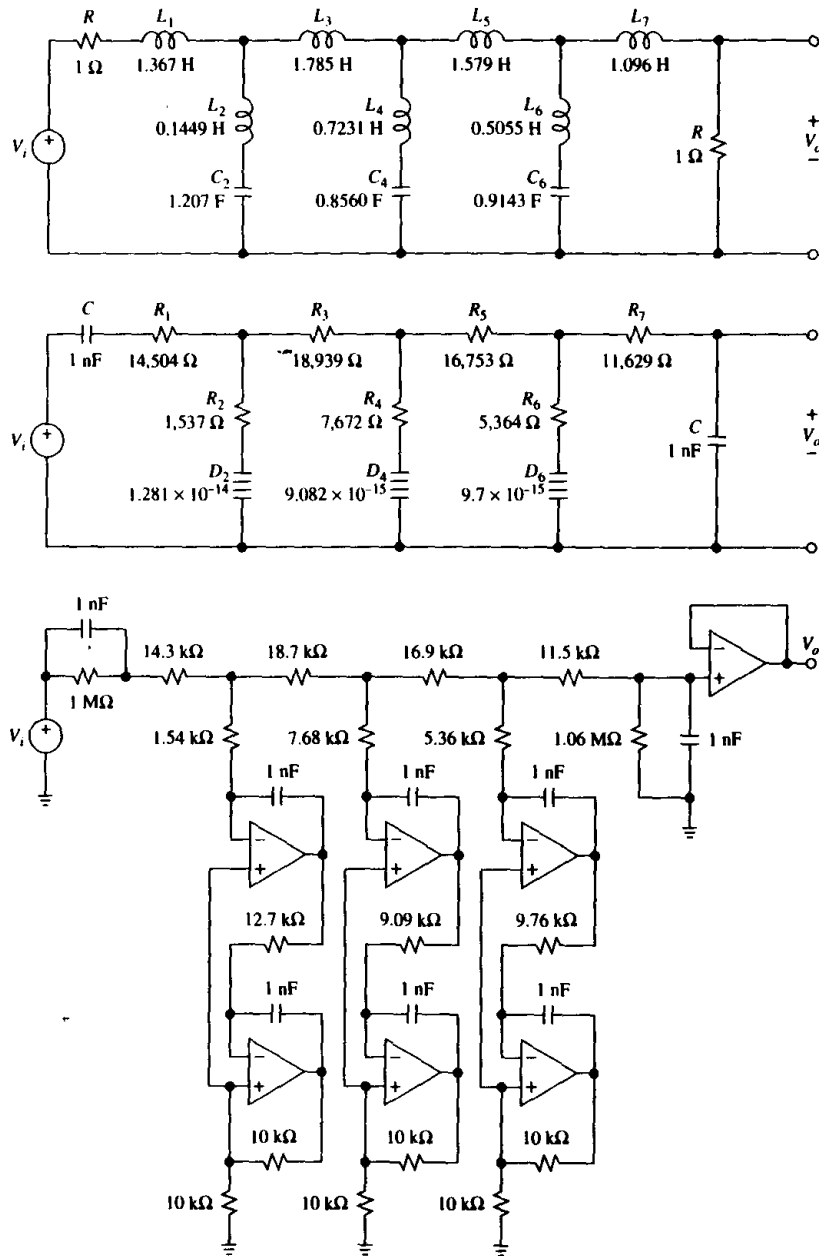 R L₁ L₃ L₅ L₇
1 Ω 1.367 H 1.785 H 1.579 H 1.096 H
L₂ L₄ L₆
0.1449 H 0.7231 H 0.5055 H
Vᵢ + R + Vₒ −
1 Ω
C₂ C₄ C₆
1.207 F 0.8560 F 0.9143 F
C R₁ R₃ R₅ R₇
1 nF 14,504 Ω 18,939 Ω 16,753 Ω 11,629 Ω
R₂ R₄ R₆
1,537 Ω 7,672 Ω 5,364 Ω
Vᵢ + C + Vₒ −
1 nF
D₂ D₄ D₆
1.281 × 10⁻¹⁴ 9.082 × 10⁻¹⁵ 9.7 × 10⁻¹⁵
1 nF
14.3 kΩ 18.7 kΩ 16.9 kΩ 11.5 kΩ − + Vₒ
1 MΩ
Vᵢ + 1.54 kΩ 7.68 kΩ 5.36 kΩ 1.06 MΩ 1 nF
1 nF 1 nF 1 nF
− − −
+ + +
12.7 kΩ 9.09 kΩ 9.76 kΩ
1 nF 1 nF 1 nF
− − −
+ + +
10 kΩ 10 kΩ 10 kΩ
10 kΩ 10 kΩ 10 kΩ